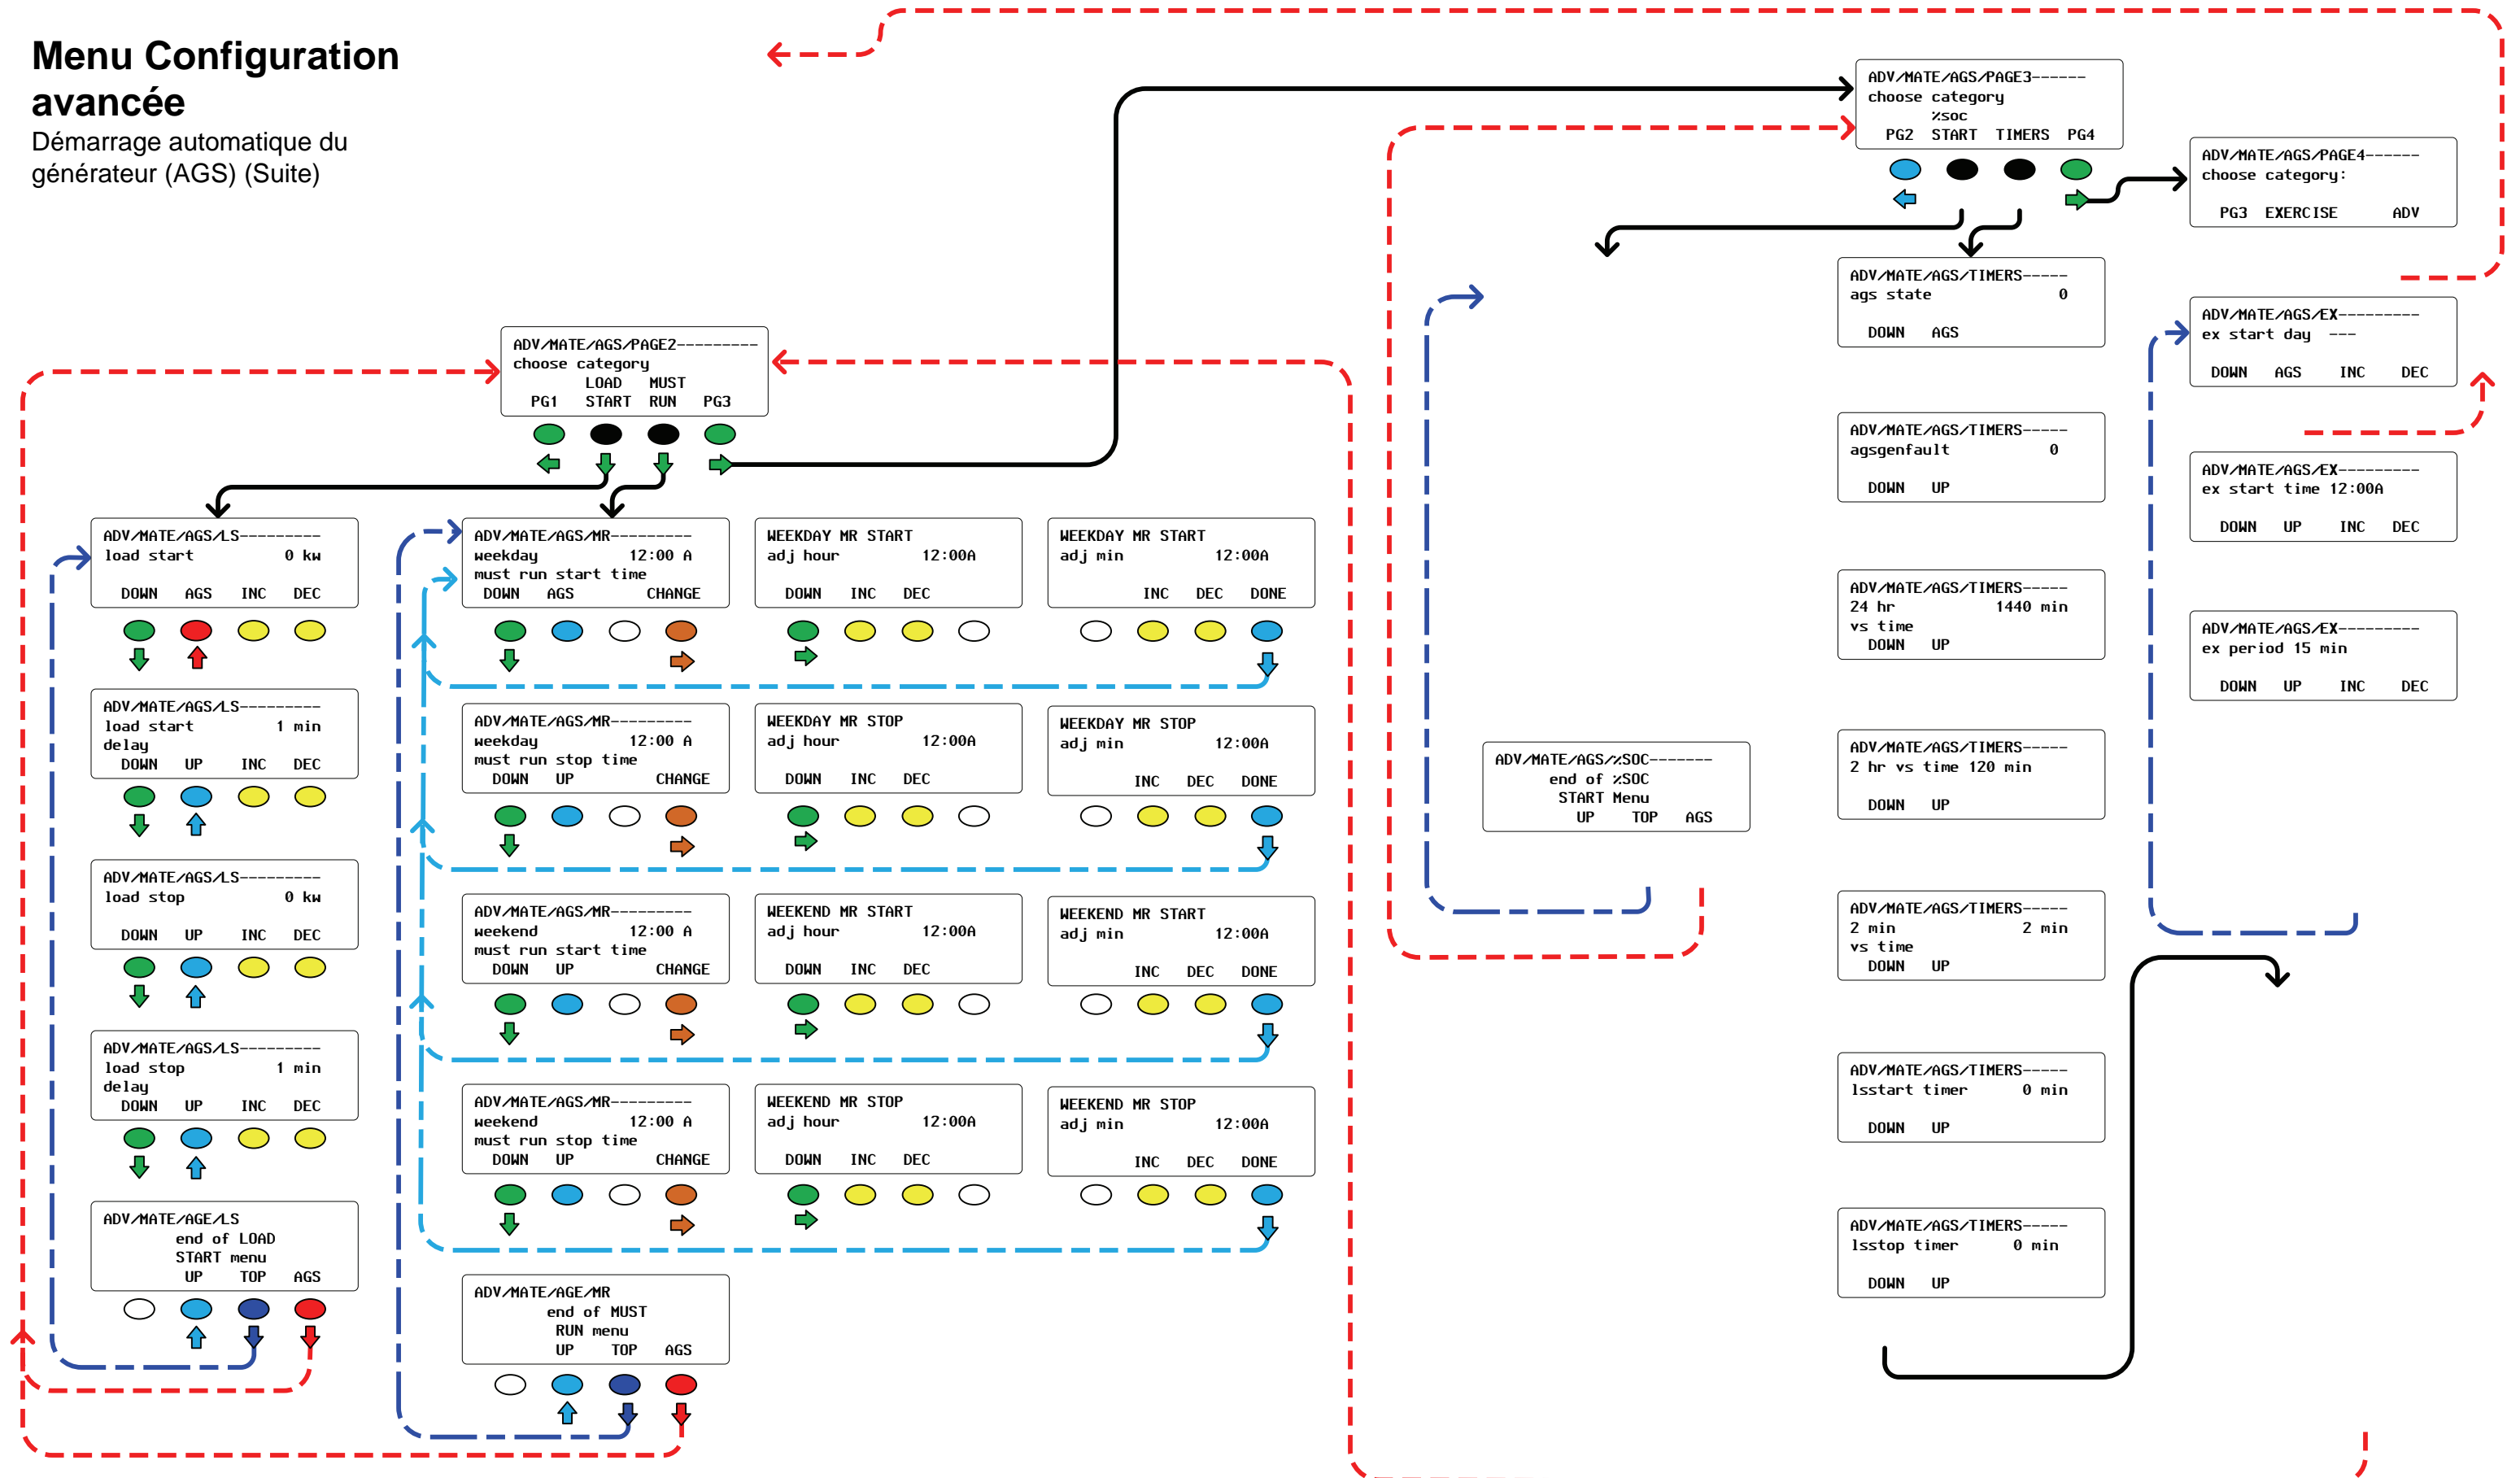 Menu Configuration
avancée
Démarrage automatique du
générateur (AGS) (Suite)
ADV/MATE/AGS/PAGE2---------
choose category
LOAD MUST
PG1 START RUN PG3
ADV/MATE/AGS/LS---------
load start 0 kw
DOWN AGS INC DEC
ADV/MATE/AGS/LS---------
load start 1 min
delay
DOWN UP INC DEC
ADV/MATE/AGS/LS---------
load stop 0 kw
DOWN UP INC DEC
ADV/MATE/AGS/LS---------
load stop 1 min
delay
DOWN UP INC DEC
ADV/MATE/AGE/LS
end of LOAD
START menu
UP TOP AGS
ADV/MATE/AGS/MR---------
weekday 12:00 A
must run start time
DOWN AGS CHANGE
WEEKDAY MR START
adj hour 12:00A
DOWN INC DEC
WEEKDAY MR START
adj min 12:00A
INC DEC DONE
ADV/MATE/AGS/MR---------
weekday 12:00 A
must run stop time
DOWN UP CHANGE
WEEKDAY MR STOP
adj hour 12:00A
DOWN INC DEC
WEEKDAY MR STOP
adj min 12:00A
INC DEC DONE
ADV/MATE/AGS/MR---------
weekend 12:00 A
must run start time
DOWN UP CHANGE
WEEKEND MR START
adj hour 12:00A
DOWN INC DEC
WEEKEND MR START
adj min 12:00A
INC DEC DONE
ADV/MATE/AGS/MR---------
weekend 12:00 A
must run stop time
DOWN UP CHANGE
WEEKEND MR STOP
adj hour 12:00A
DOWN INC DEC
WEEKEND MR STOP
adj min 12:00A
INC DEC DONE
ADV/MATE/AGE/MR
end of MUST
RUN menu
UP TOP AGS
ADV/MATE/AGS/PAGE3------
choose category
%soc
PG2 START TIMERS PG4
ADV/MATE/AGS/%SOC-------
end of %SOC
START Menu
UP TOP AGS
ADV/MATE/AGS/TIMERS-----
ags state 0
DOWN AGS
ADV/MATE/AGS/TIMERS-----
agsgenfault 0
DOWN UP
ADV/MATE/AGS/TIMERS-----
24 hr 1440 min
vs time
DOWN UP
ADV/MATE/AGS/TIMERS-----
2 hr vs time 120 min
DOWN UP
ADV/MATE/AGS/TIMERS-----
2 min 2 min
vs time
DOWN UP
ADV/MATE/AGS/TIMERS-----
lsstart timer 0 min
DOWN UP
ADV/MATE/AGS/TIMERS-----
lsstop timer 0 min
DOWN UP
ADV/MATE/AGS/PAGE4------
choose category:
PG3 EXERCISE ADV
ADV/MATE/AGS/EX---------
ex start day ---
DOWN AGS INC DEC
ADV/MATE/AGS/EX---------
ex start time 12:00A
DOWN UP INC DEC
ADV/MATE/AGS/EX---------
ex period 15 min
DOWN UP INC DEC